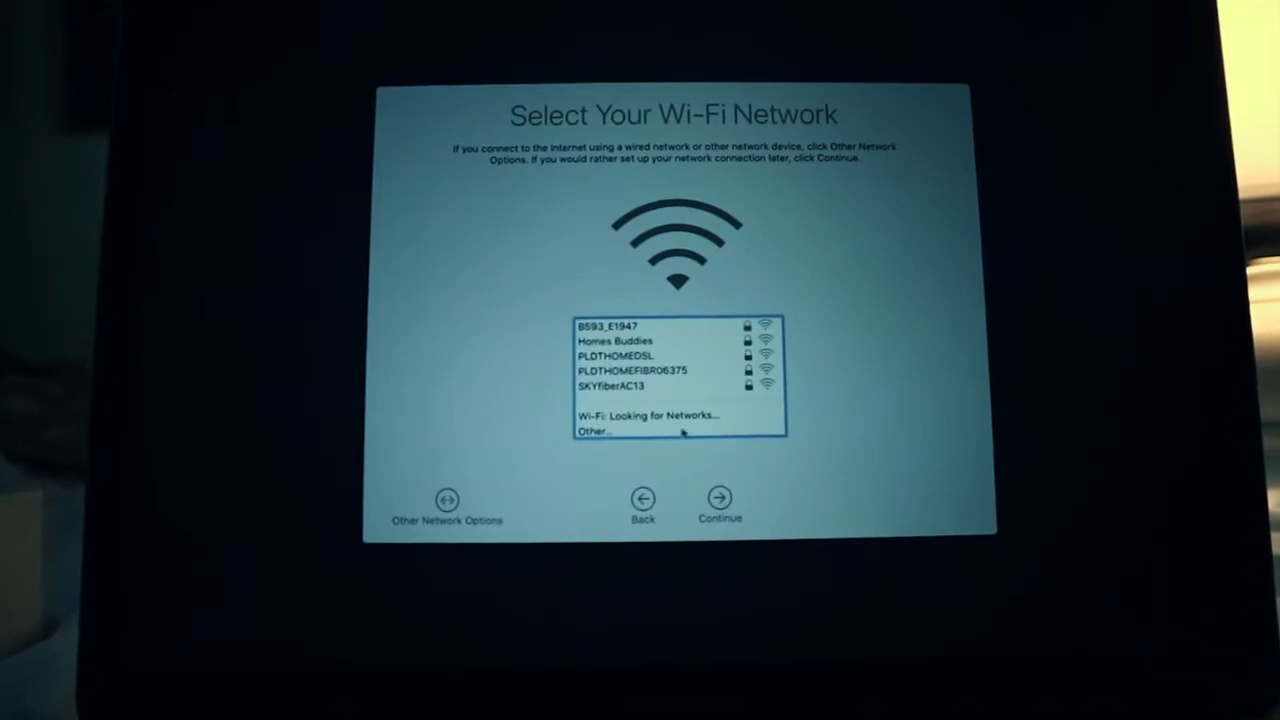 Select Your Wi-Fi Network
If you connect to the Internet using a wired network or other network device, click Other Network
Options. If you would rather set up your network connection later, click Continue.
B593_E1947
Homes Buddies
PLDTHOMEDSL
PLDTHOMEFIBR06375
SKYfiberAC13
Wi-Fi: Looking for Networks...
Other...
Other Network Options
Back
Continue